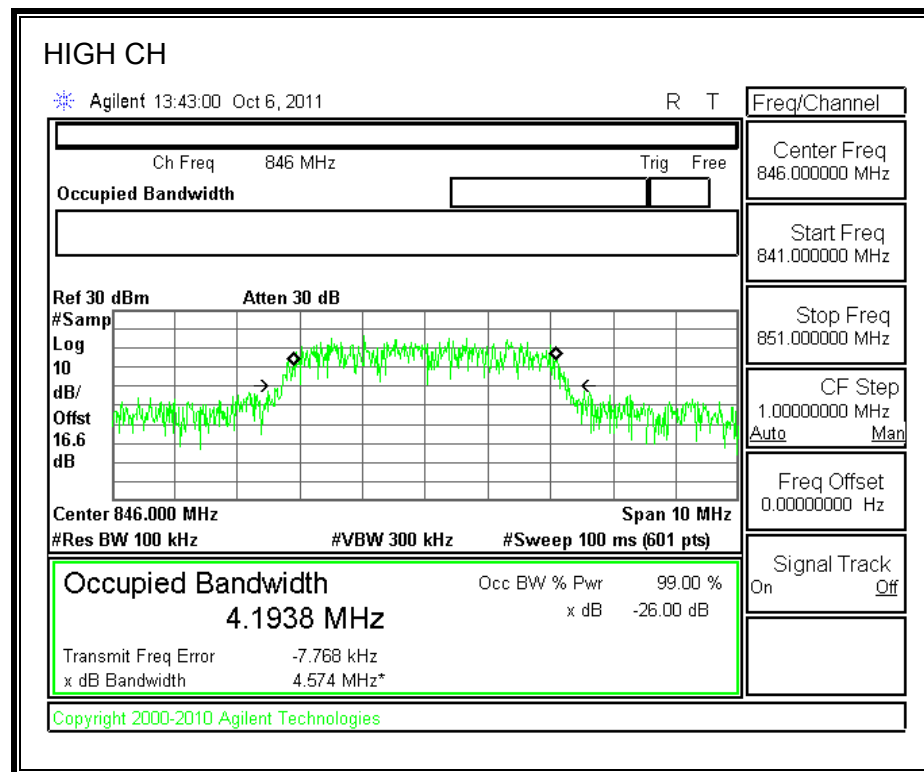 HIGH CH
Agilent 13:43:00 Oct 6, 2011 R T
Freq/Channel
Ch Freq 846 MHz Trig Free
Occupied Bandwidth
Center Freq
846.000000 MHz
Start Freq
841.000000 MHz
Stop Freq
851.000000 MHz
CF Step
1.00000000 MHz
Auto Man
Freq Offset
0.00000000 Hz
Signal Track
On Off
Ref 30 dBm Atten 30 dB
#Samp
Log
10
dB/
Offst
16.6
dB
Center 846.000 MHz Span 10 MHz
#Res BW 100 kHz #VBW 300 kHz #Sweep 100 ms (601 pts)
Occupied Bandwidth Occ BW % Pwr 99.00 %
4.1938 MHz x dB -26.00 dB
Transmit Freq Error -7.768 kHz
x dB Bandwidth 4.574 MHz*
Copyright 2000-2010 Agilent Technologies